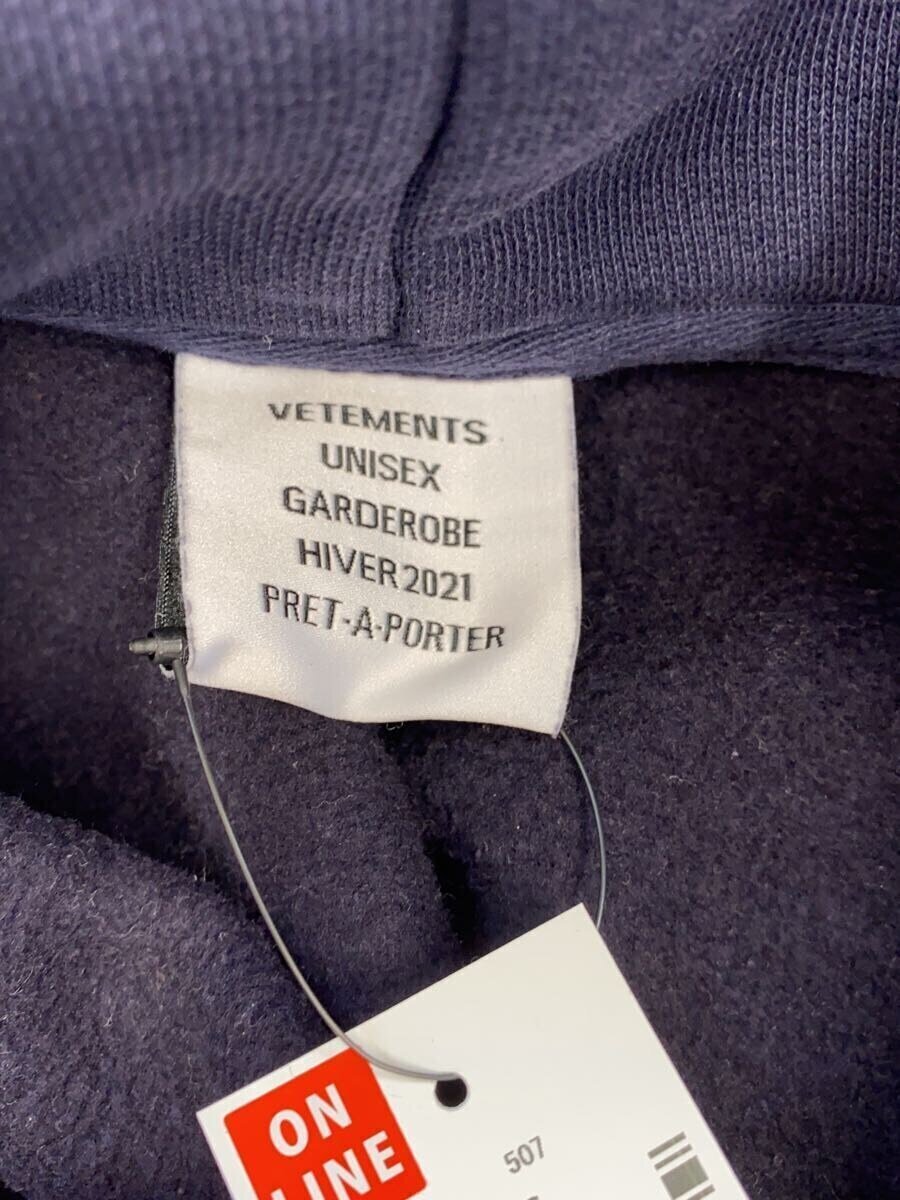 VETEMENTS
UNISEX
GARDEROBE
HIVER 2021
PRET-A-PORTER
ON
LINE
507